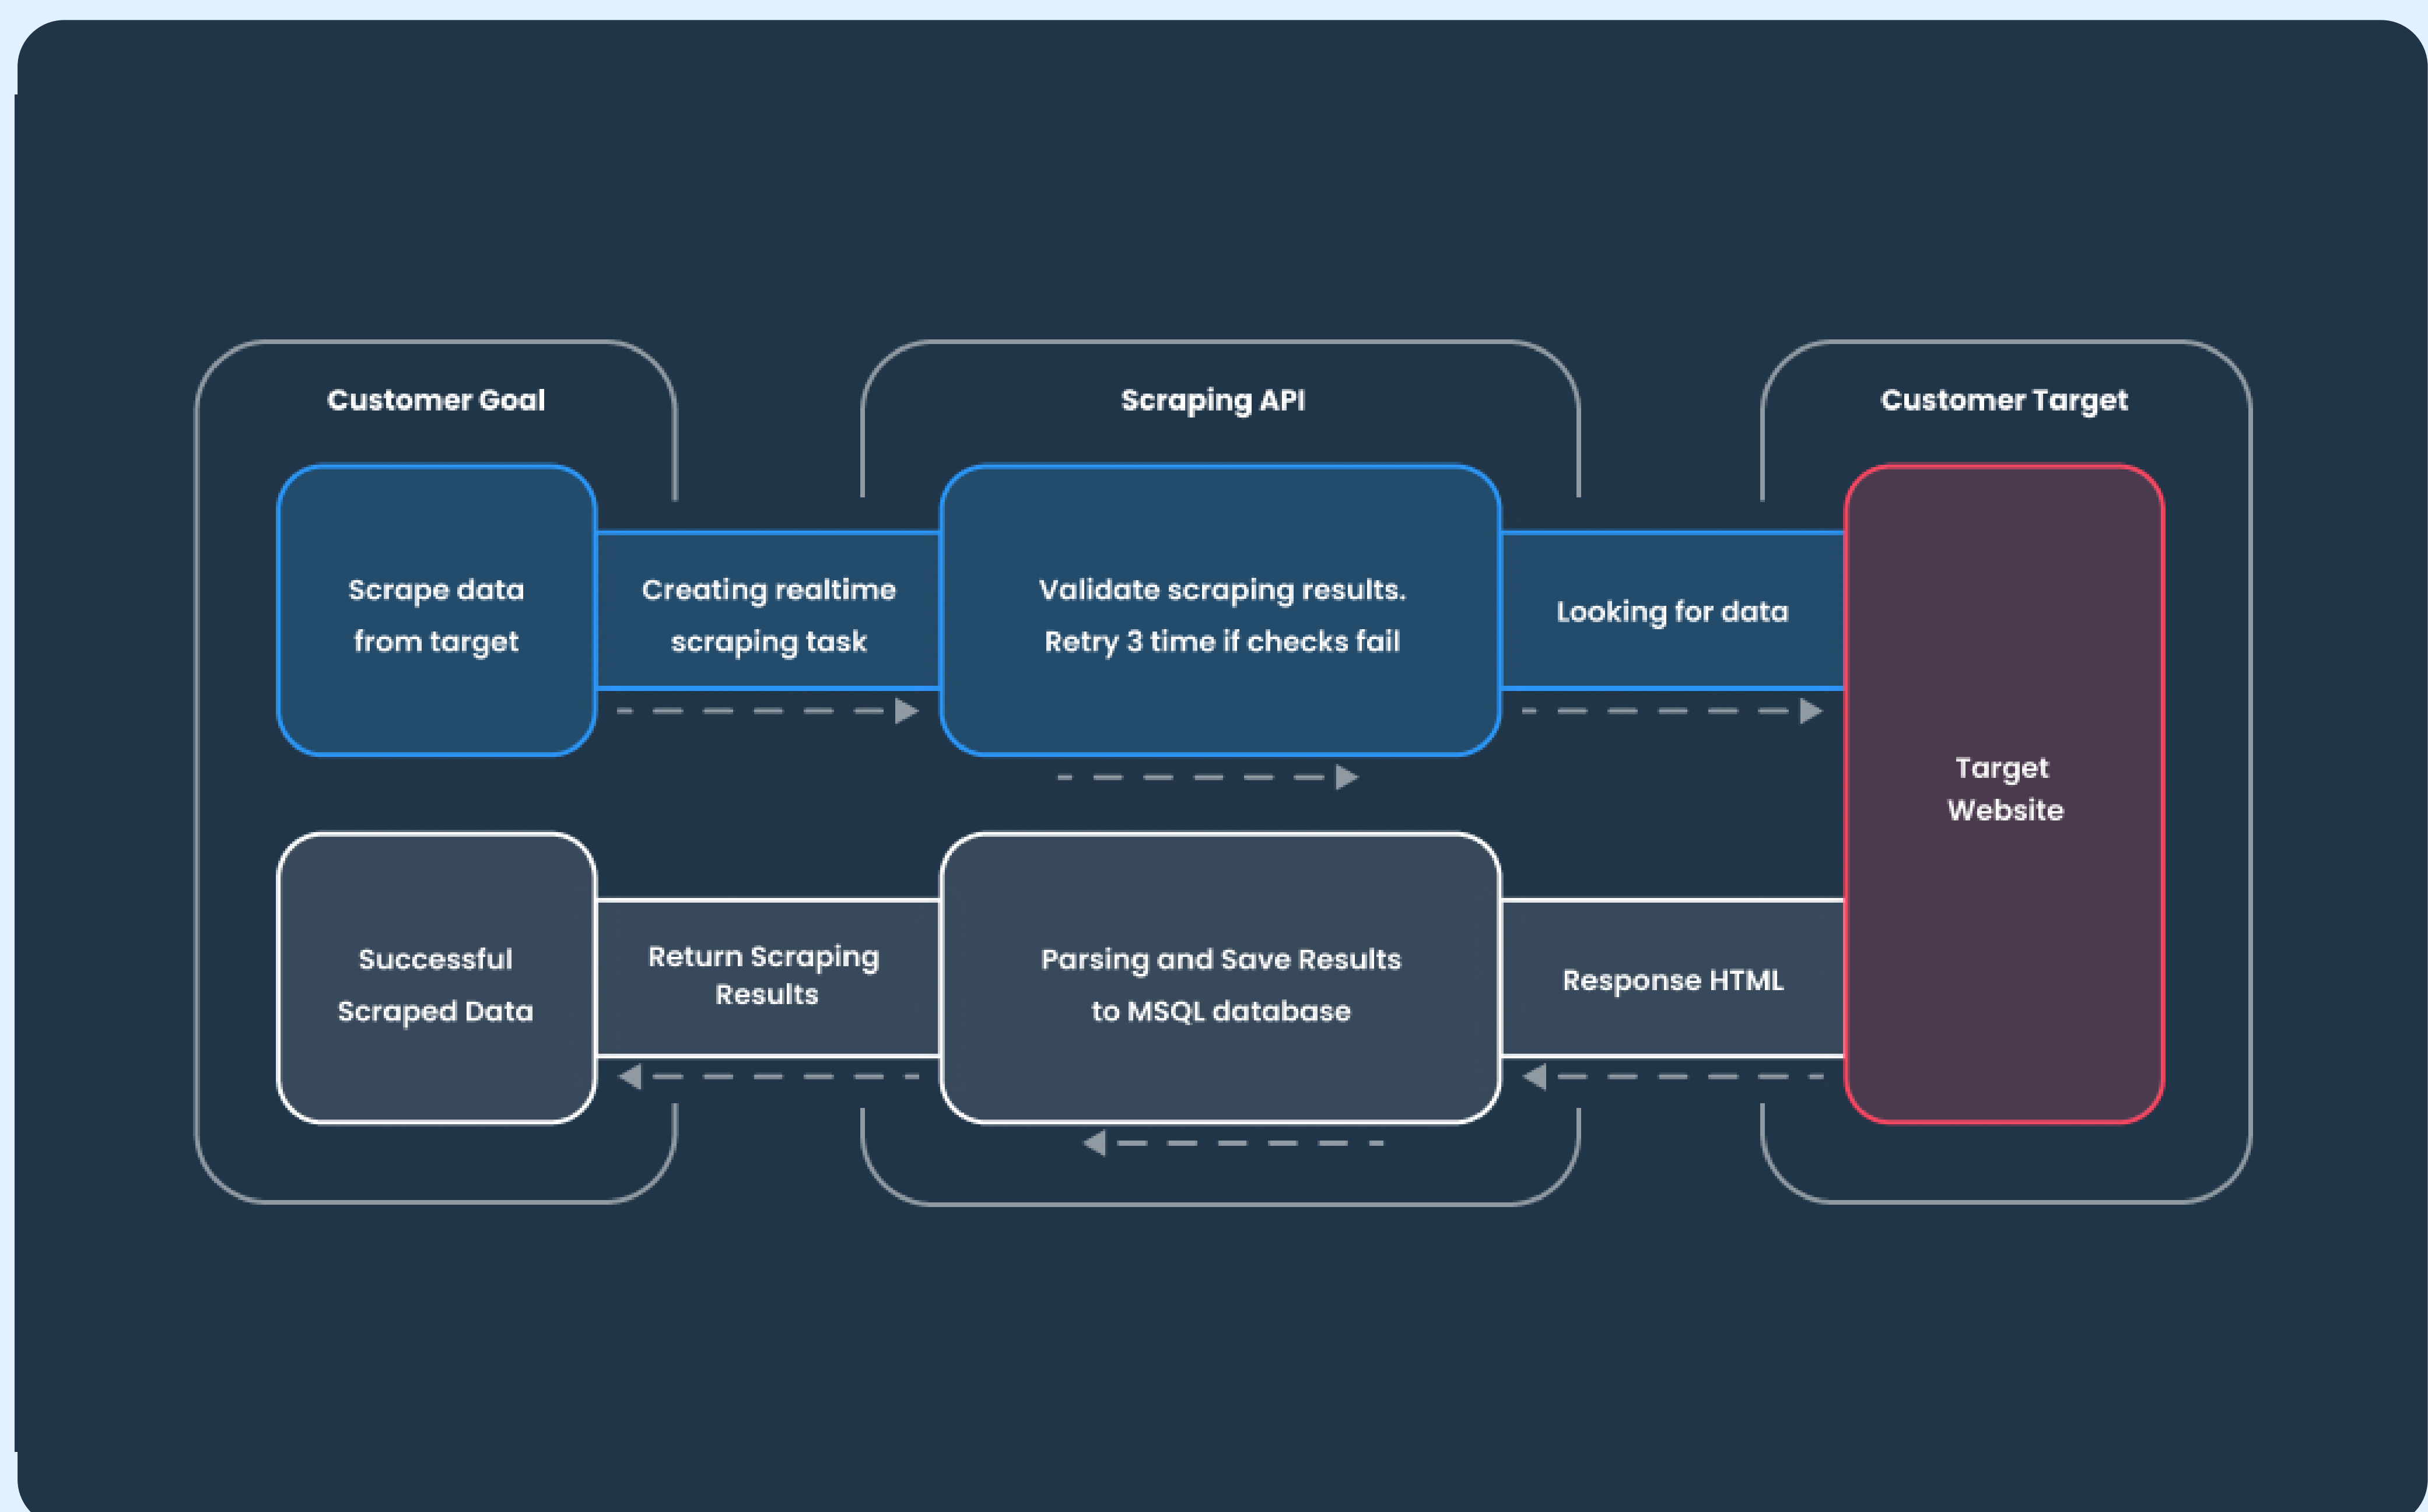 Customer Goal
Scraping API
Customer Target
Scrape data
from target
Creating realtime
scraping task
Validate scraping results.
Retry 3 time if checks fail
Looking for data
Target
Website
Successful
Scraped Data
Return Scraping
Results
Parsing and Save Results
to MSQL database
Response HTML